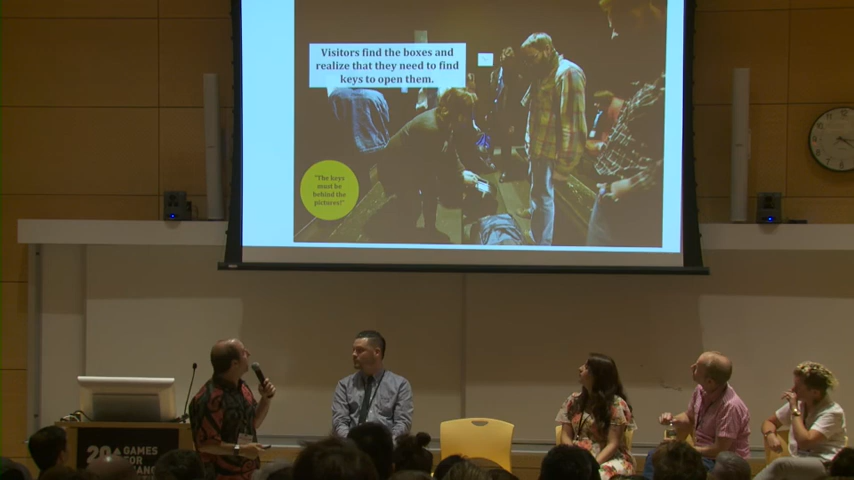 Visitors find the boxes and
realize that they need to find
keys to open them.
"The keys
must be
behind the
pictures!"
GAMES
FOR